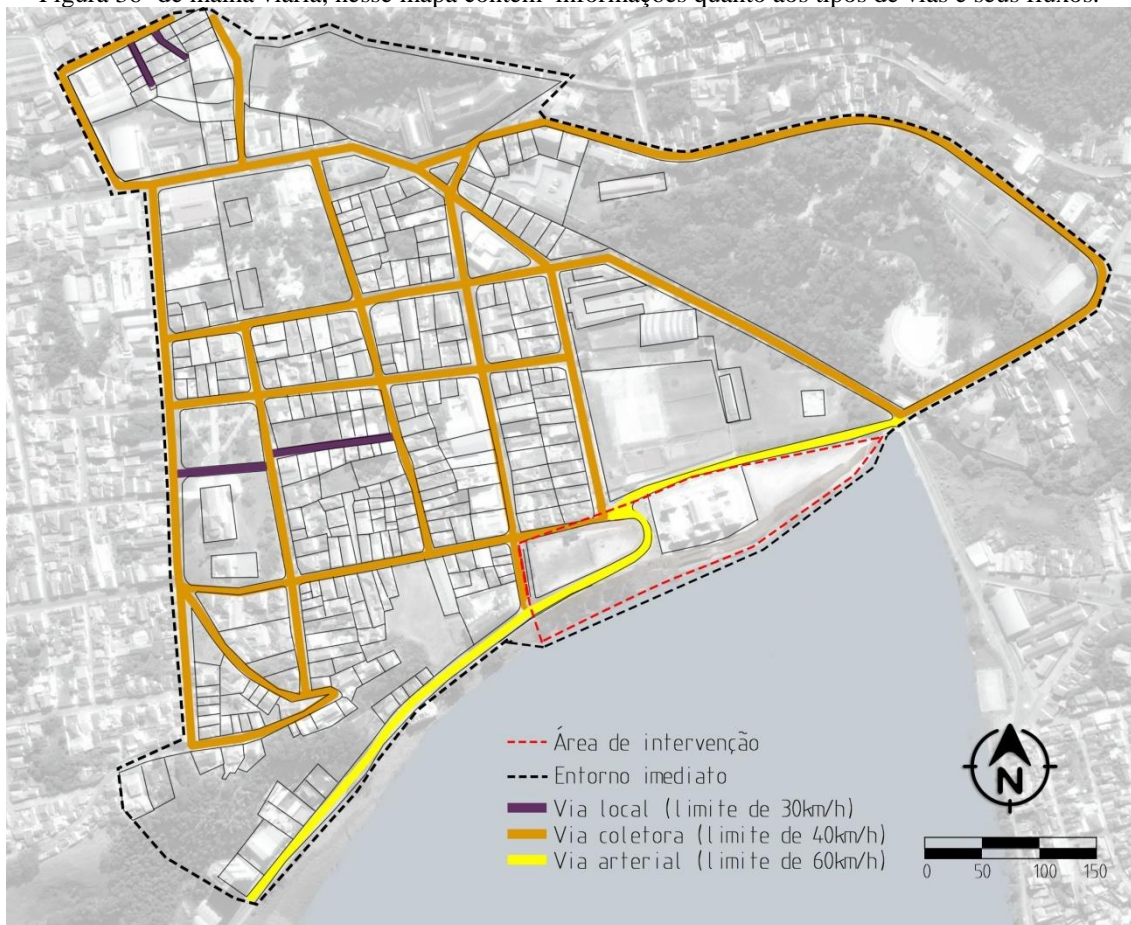 Figura 36- de malha viária, nesse mapa contém informações quanto aos tipos de vias e seus fluxos.
Área de intervenção
Entorno imediato
Via local (limite de 30km/h)
Via coletora (limite de 40km/h)
Via arterial (limite de 60km/h)
N
0 50 100 150